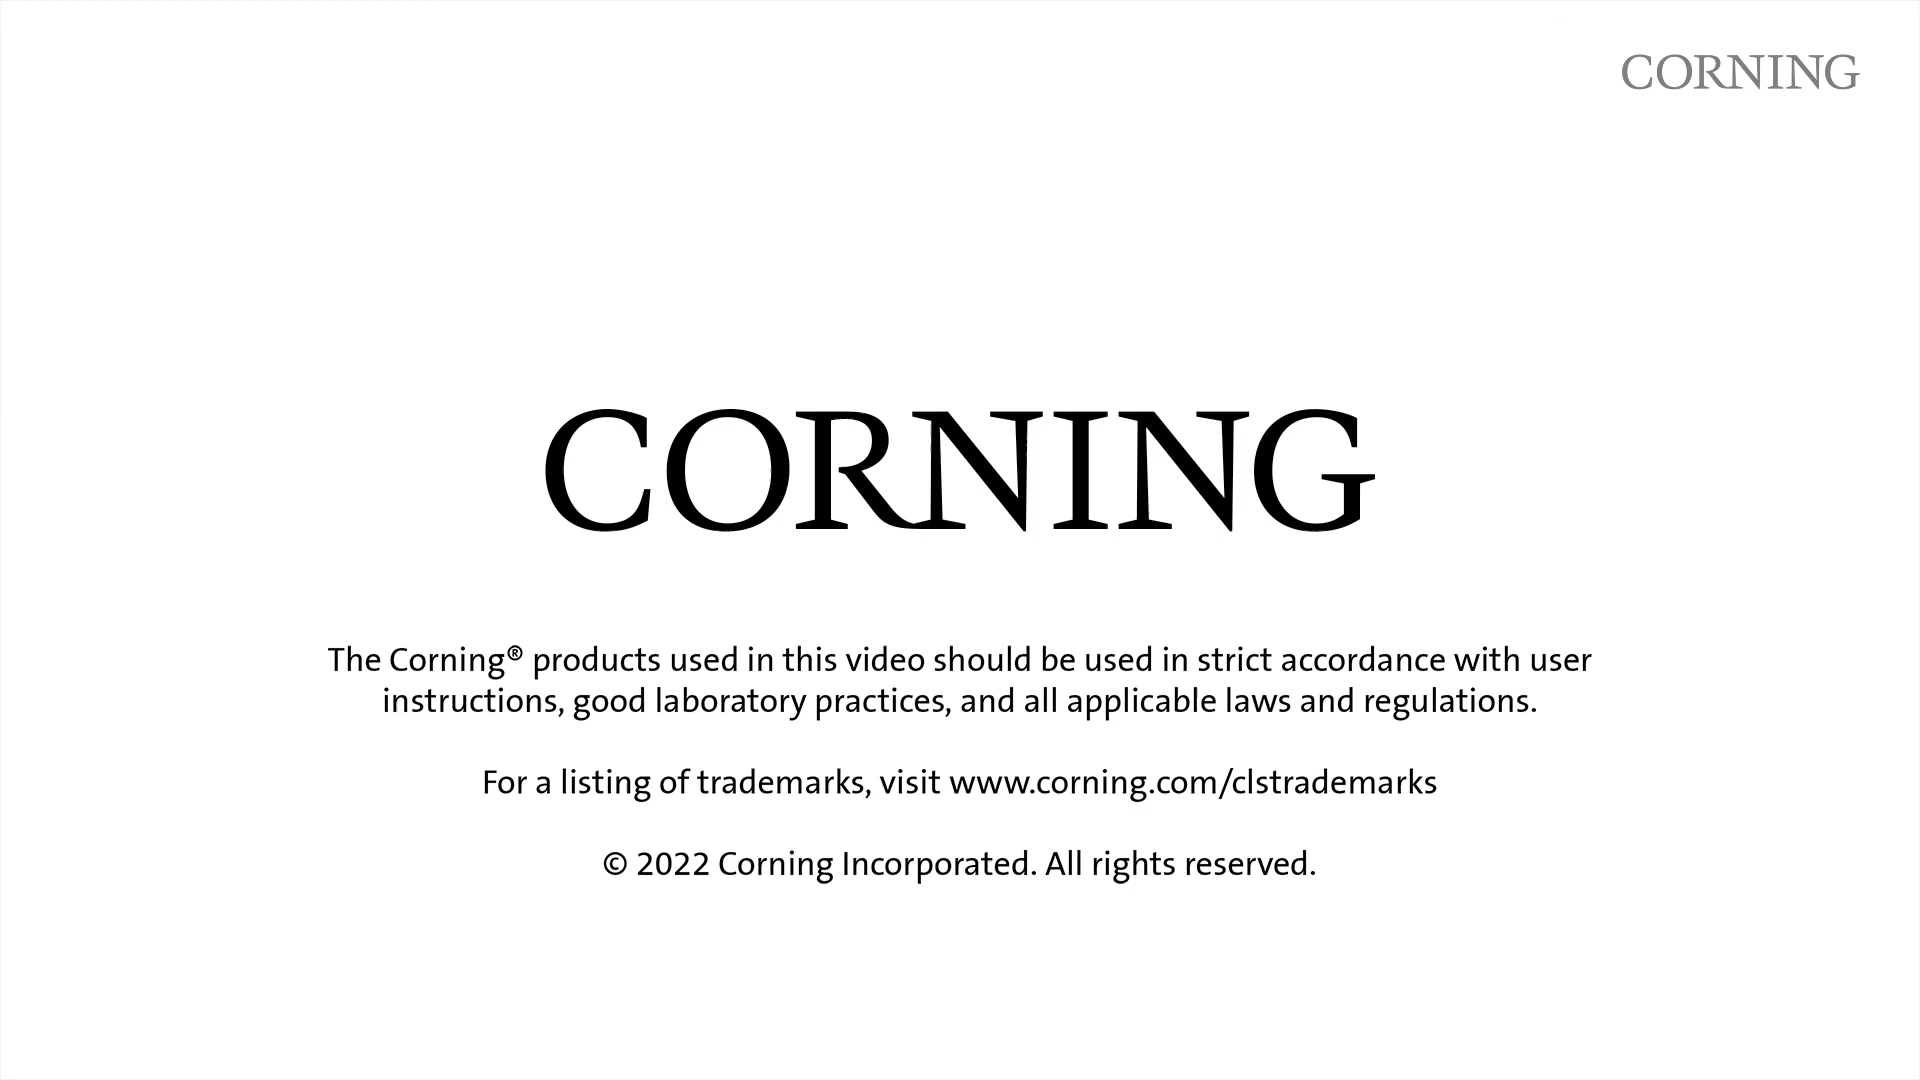 CORNING
CORNING
The Corning® products used in this video should be used in strict accordance with user
instructions, good laboratory practices, and all applicable laws and regulations.
For a listing of trademarks, visit www.corning.com/clstrademarks
© 2022 Corning Incorporated. All rights reserved.